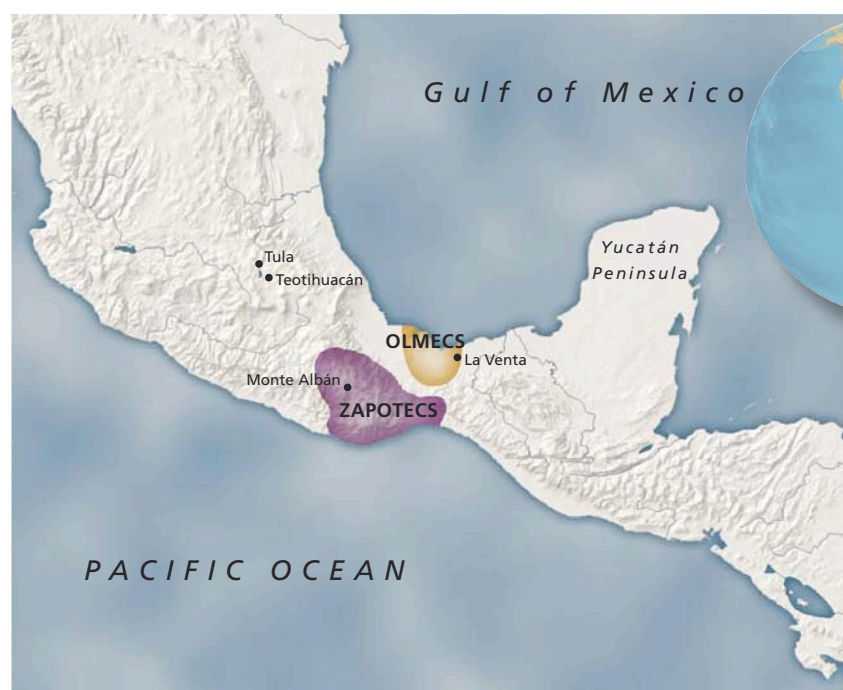 Gulf of Mexico
Yucatán
Peninsula
Tula
Teotihuacán
OLMECS
La Venta
Monte Albán
ZAPOTECS
PACIFIC OCEAN